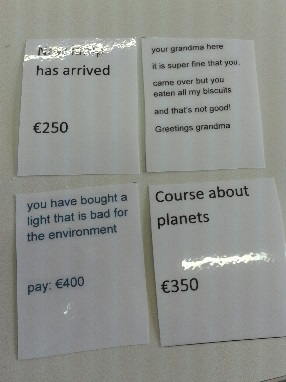 has arrived
€250
your grandma here
it is super fine that you.
came over but you
eaten all my biscuits
and that's not good!
Greetings grandma
you have bought a
light that is bad for
the environment
pay: €400
Course about
planets
€350